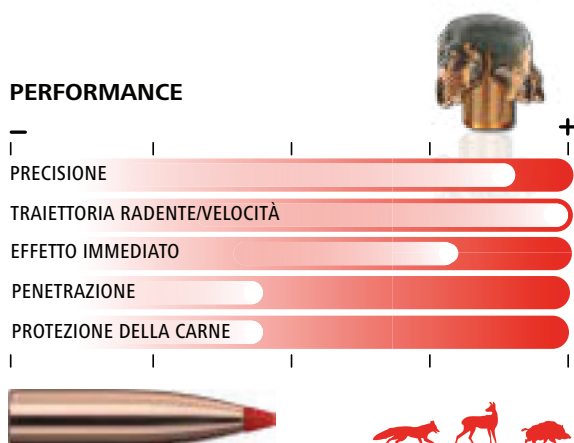 PERFORMANCE
– +
PRECISIONE
TRAIETTORIA RADENTE/VELOCITÀ
EFFETTO IMMEDIATO
PENETRAZIONE
PROTEZIONE DELLA CARNE